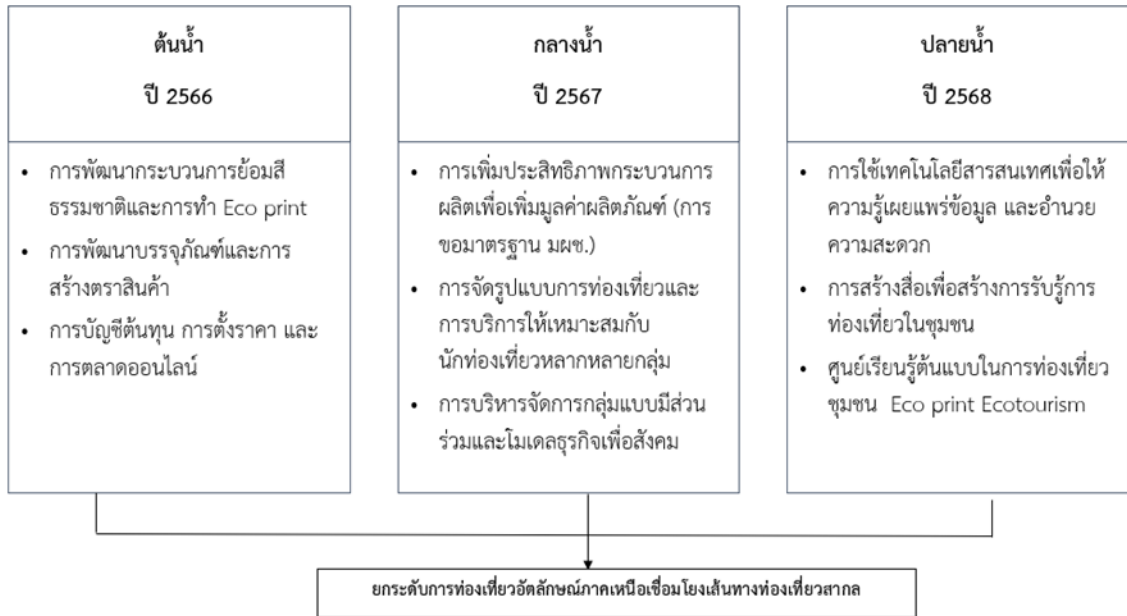 ต้นน้ำ
ปี 2566
• การพัฒนากระบวนการย้อมสี
ธรรมชาติและการทำ Eco print
• การพัฒนาบรรจุภัณฑ์และการ
สร้างตราสินค้า
• การบัญชีต้นทุน การตั้งราคา และ
การตลาดออนไลน์
กลางน้ำ
ปี 2567
• การเพิ่มประสิทธิภาพกระบวนการ
ผลิตเพื่อเพิ่มมูลค่าผลิตภัณฑ์ (การ
ขอมาตรฐาน มผช.)
• การจัดรูปแบบการท่องเที่ยวและ
การบริการให้เหมาะสมกับ
นักท่องเที่ยวหลากหลายกลุ่ม
• การบริหารจัดการกลุ่มแบบมีส่วน
ร่วมและโมเดลธุรกิจเพื่อสังคม
ปลายน้ำ
ปี 2568
• การใช้เทคโนโลยีสารสนเทศเพื่อให้
ความรู้เผยแพร่ข้อมูล และอำนวย
ความสะดวก
• การสร้างสื่อเพื่อสร้างการรับรู้การ
ท่องเที่ยวในชุมชน
• ศูนย์เรียนรู้ต้นแบบในการท่องเที่ยว
ชุมชน Eco print Ecotourism
ยกระดับการท่องเที่ยวอัตลักษณ์ภาคเหนือเชื่อมโยงเส้นทางท่องเที่ยวสากล